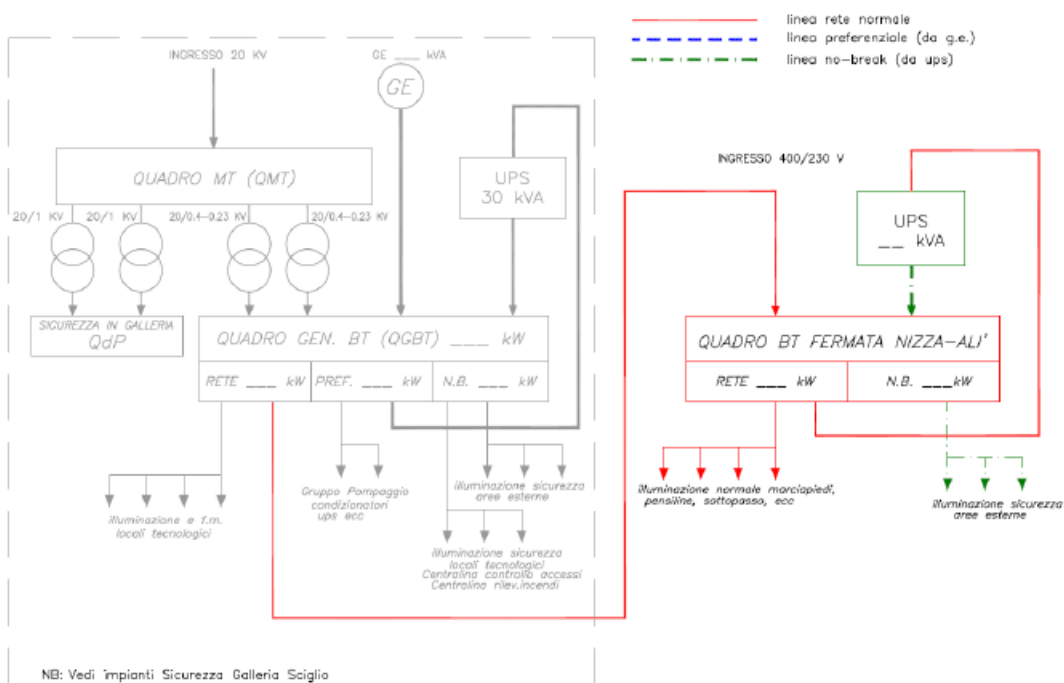 linea rete normale
linea preferenziale (da g.e.)
linea no-break (da ups)
INGRESSO 20 KV
GE ___ kVA
GE
INGRESSO 400/230 V
QUADRO MT (QMT)
UPS
30 kVA
UPS
__ kVA
20/1 KV
20/1 KV
20/0.4-0.23 KV
20/0.4-0.23 KV
SICUREZZA IN GALLERIA
QdP
QUADRO GEN. BT (QGBT) ___ kW
RETE ___ kW
PREF. ___ kW
N.B. ___ kW
QUADRO BT FERMATA NIZZA-ALI'
RETE ___ kW
N.B. ___kW
illuminazione e f.m.
locali tecnologici
Gruppo Pompaggio
condizionatori
ups ecc
illuminazione sicurezza
aree esterne
illuminazione sicurezza
locali tecnologici
Centralina controllo accessi
Centralina rilev.incendi
illuminazione normale marciapiedi,
pensiline, sottopasso, ecc
illuminazione sicurezza
aree esterne
NB: Vedi impianti Sicurezza Galleria Sciglio